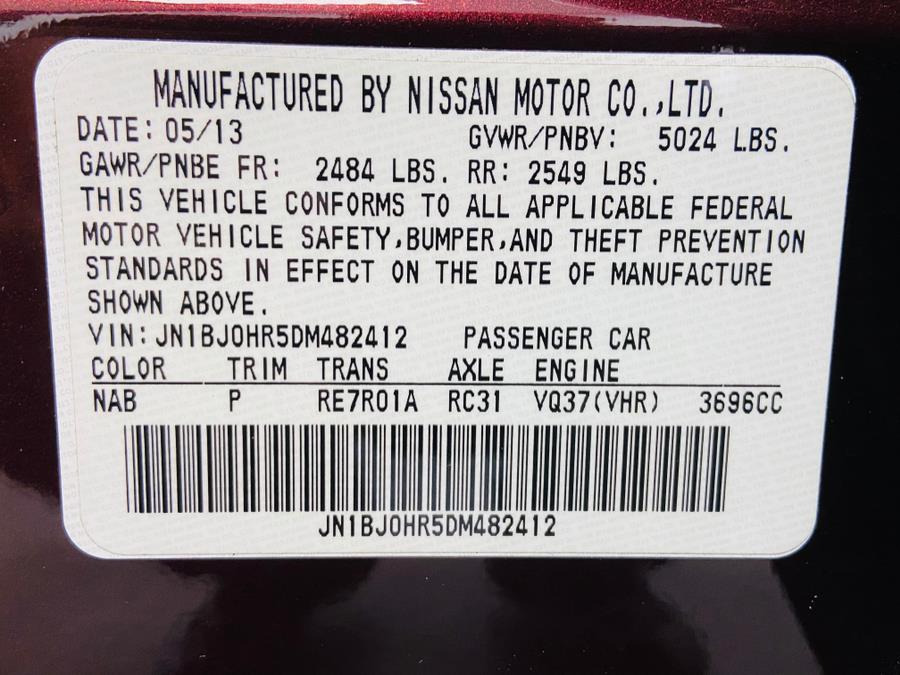 MANUFACTURED BY NISSAN MOTOR CO.,LTD.
DATE: 05/13 GVWR/PNBV: 5024 LBS.
GAWR/PNBE FR: 2484 LBS. RR: 2549 LBS.
THIS VEHICLE CONFORMS TO ALL APPLICABLE FEDERAL
MOTOR VEHICLE SAFETY,BUMPER,AND THEFT PREVENTION
STANDARDS IN EFFECT ON THE DATE OF MANUFACTURE
SHOWN ABOVE.
VIN:JN1BJ0HR5DM482412 PASSENGER CAR
COLOR TRIM TRANS AXLE ENGINE
NAB P RE7R01A RC31 VQ37(VHR) 3696CC
JN1BJ0HR5DM482412